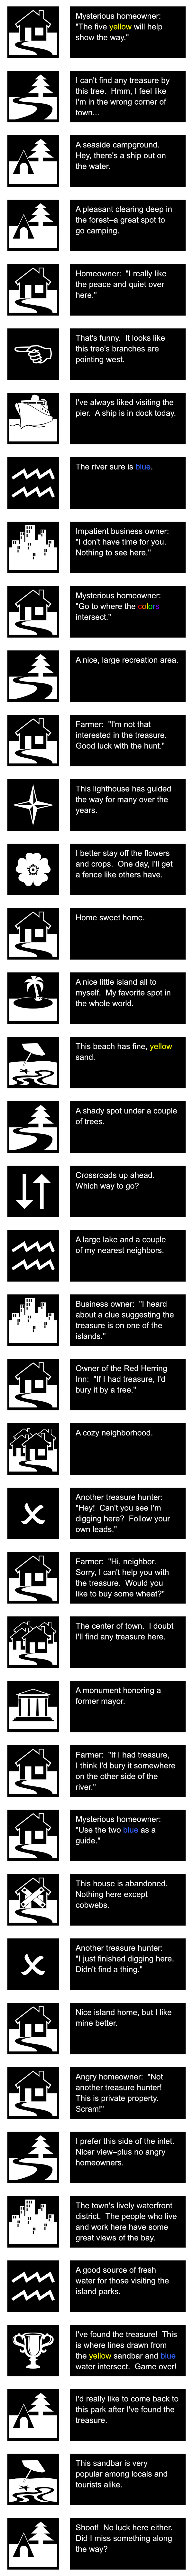 Mysterious homeowner:
"The five yellow will help
show the way."
I can't find any treasure by
this tree.  Hmm, I feel like
I'm in the wrong corner of
town...
A seaside campground.
Hey, there's a ship out on
the water.
A pleasant clearing deep in
the forest–a great spot to
go camping.
Homeowner:  "I really like
the peace and quiet over
here."
That's funny.  It looks like
this tree's branches are
pointing west.
I've always liked visiting the
pier.  A ship is in dock today.
The river sure is blue.
Impatient business owner:
"I don't have time for you.
Nothing to see here."
Mysterious homeowner:
"Go to where the colors
intersect."
A nice, large recreation area.
Farmer:  "I'm not that
interested in the treasure.
Good luck with the hunt."
This lighthouse has guided
the way for many over the
years.
I better stay off the flowers
and crops.  One day, I'll get
a fence like others have.
Home sweet home.
A nice little island all to
myself.  My favorite spot in
the whole world.
This beach has fine, yellow
sand.
A shady spot under a couple
of trees.
Crossroads up ahead.
Which way to go?
A large lake and a couple
of my nearest neighbors.
Business owner:  "I heard
about a clue suggesting the
treasure is on one of the
islands."
Owner of the Red Herring
Inn:  "If I had treasure, I'd
bury it by a tree."
A cozy neighborhood.
Another treasure hunter:
"Hey!  Can't you see I'm
digging here?  Follow your
own leads."
Farmer:  "Hi, neighbor.
Sorry, I can't help you with
the treasure.  Would you
like to buy some wheat?"
The center of town.  I doubt
I'll find any treasure here.
A monument honoring a
former mayor.
Farmer:  "If I had treasure,
I think I'd bury it somewhere
on the other side of the
river."
Mysterious homeowner:
"Use the two blue as a
guide."
This house is abandoned.
Nothing here except
cobwebs.
Another treasure hunter:
"I just finished digging here.
Didn't find a thing."
Nice island home, but I like
mine better.
Angry homeowner:  "Not
another treasure hunter!
This is private property.
Scram!"
I prefer this side of the inlet.
Nicer view–plus no angry
homeowners.
The town's lively waterfront
district.  The people who live
and work here have some
great views of the bay.
A good source of fresh
water for those visiting the
island parks.
I've found the treasure!  This
is where lines drawn from
the yellow sandbar and blue
water intersect.  Game over!
I'd really like to come back to
this park after I've found the
treasure.
This sandbar is very
popular among locals and
tourists alike.
Shoot!  No luck here either.
Did I miss something along
the way?